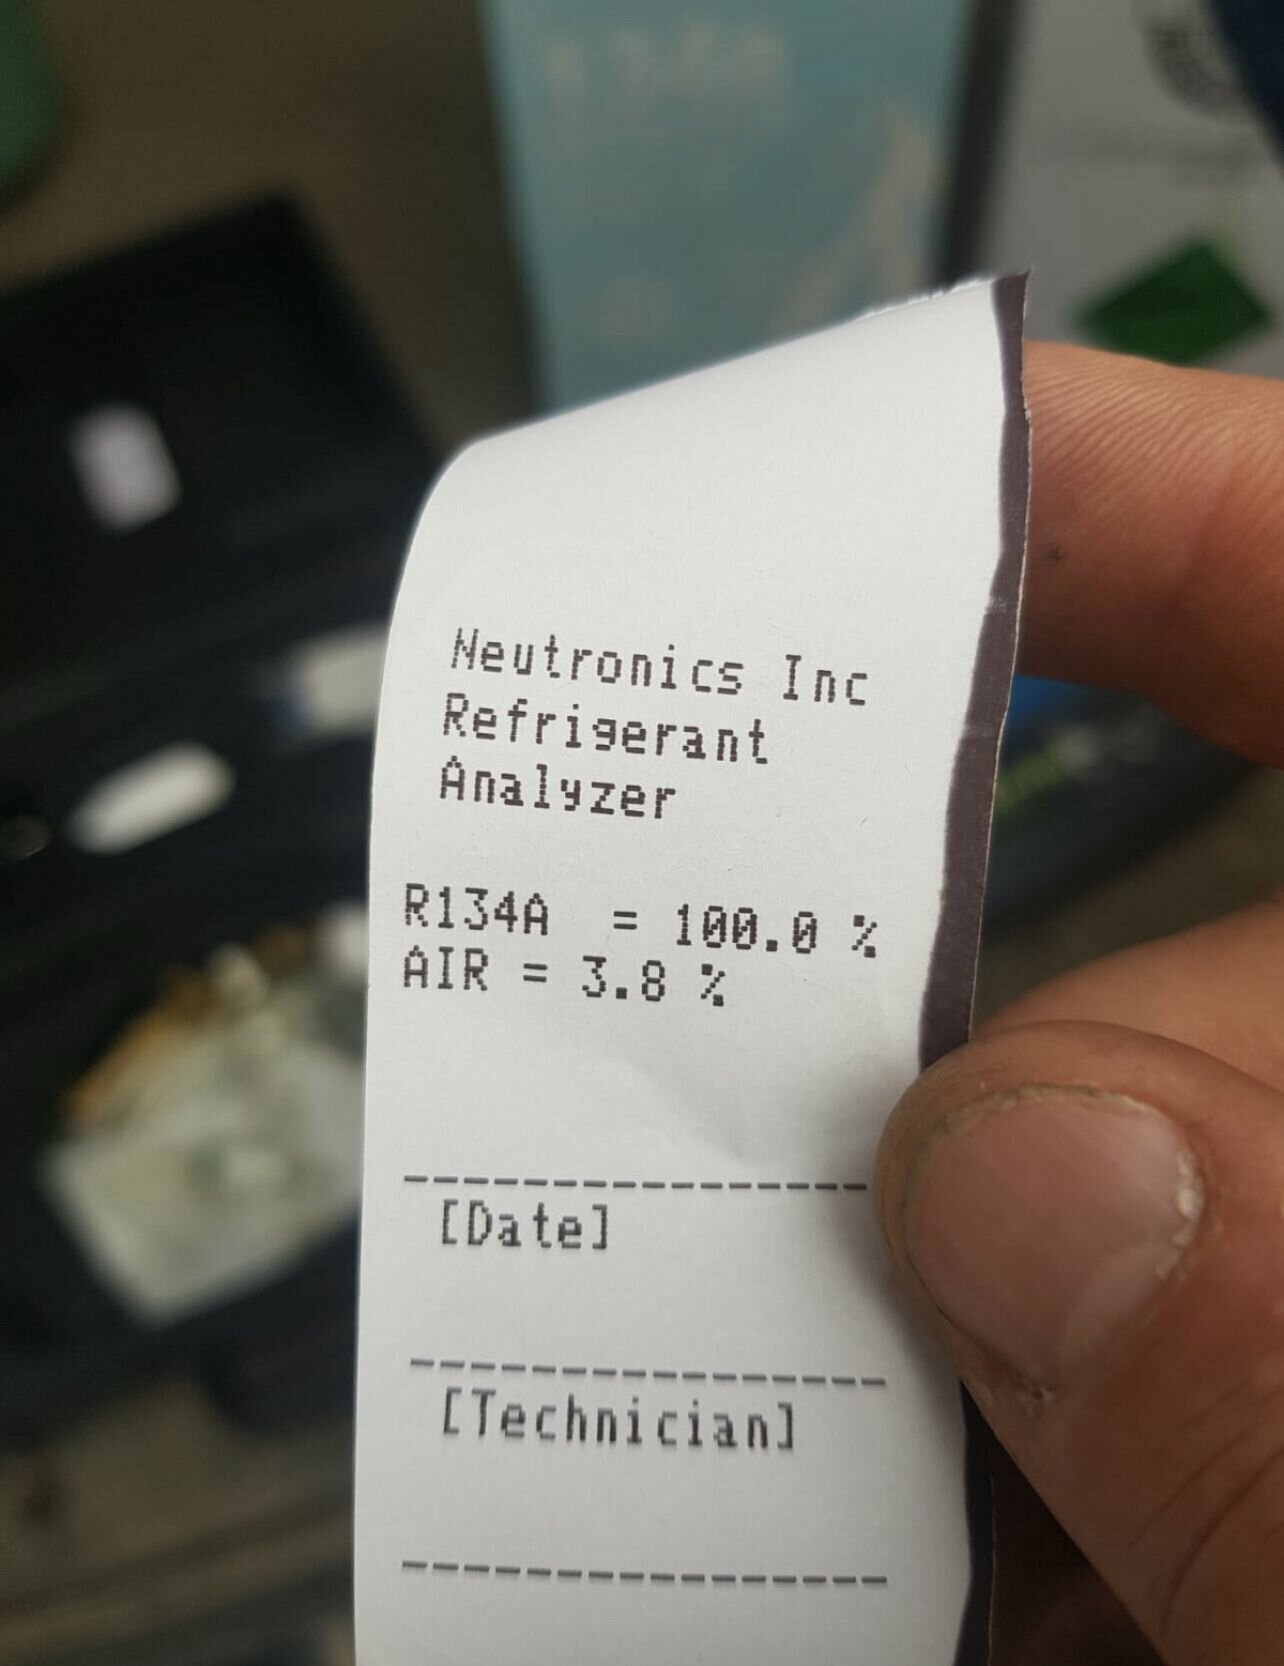 Neutronics Inc
Refrigerant
Analyzer
R134A = 100.0 %
AIR = 3.8 %
----------------
[Date]
----------------
[Technician]
----------------